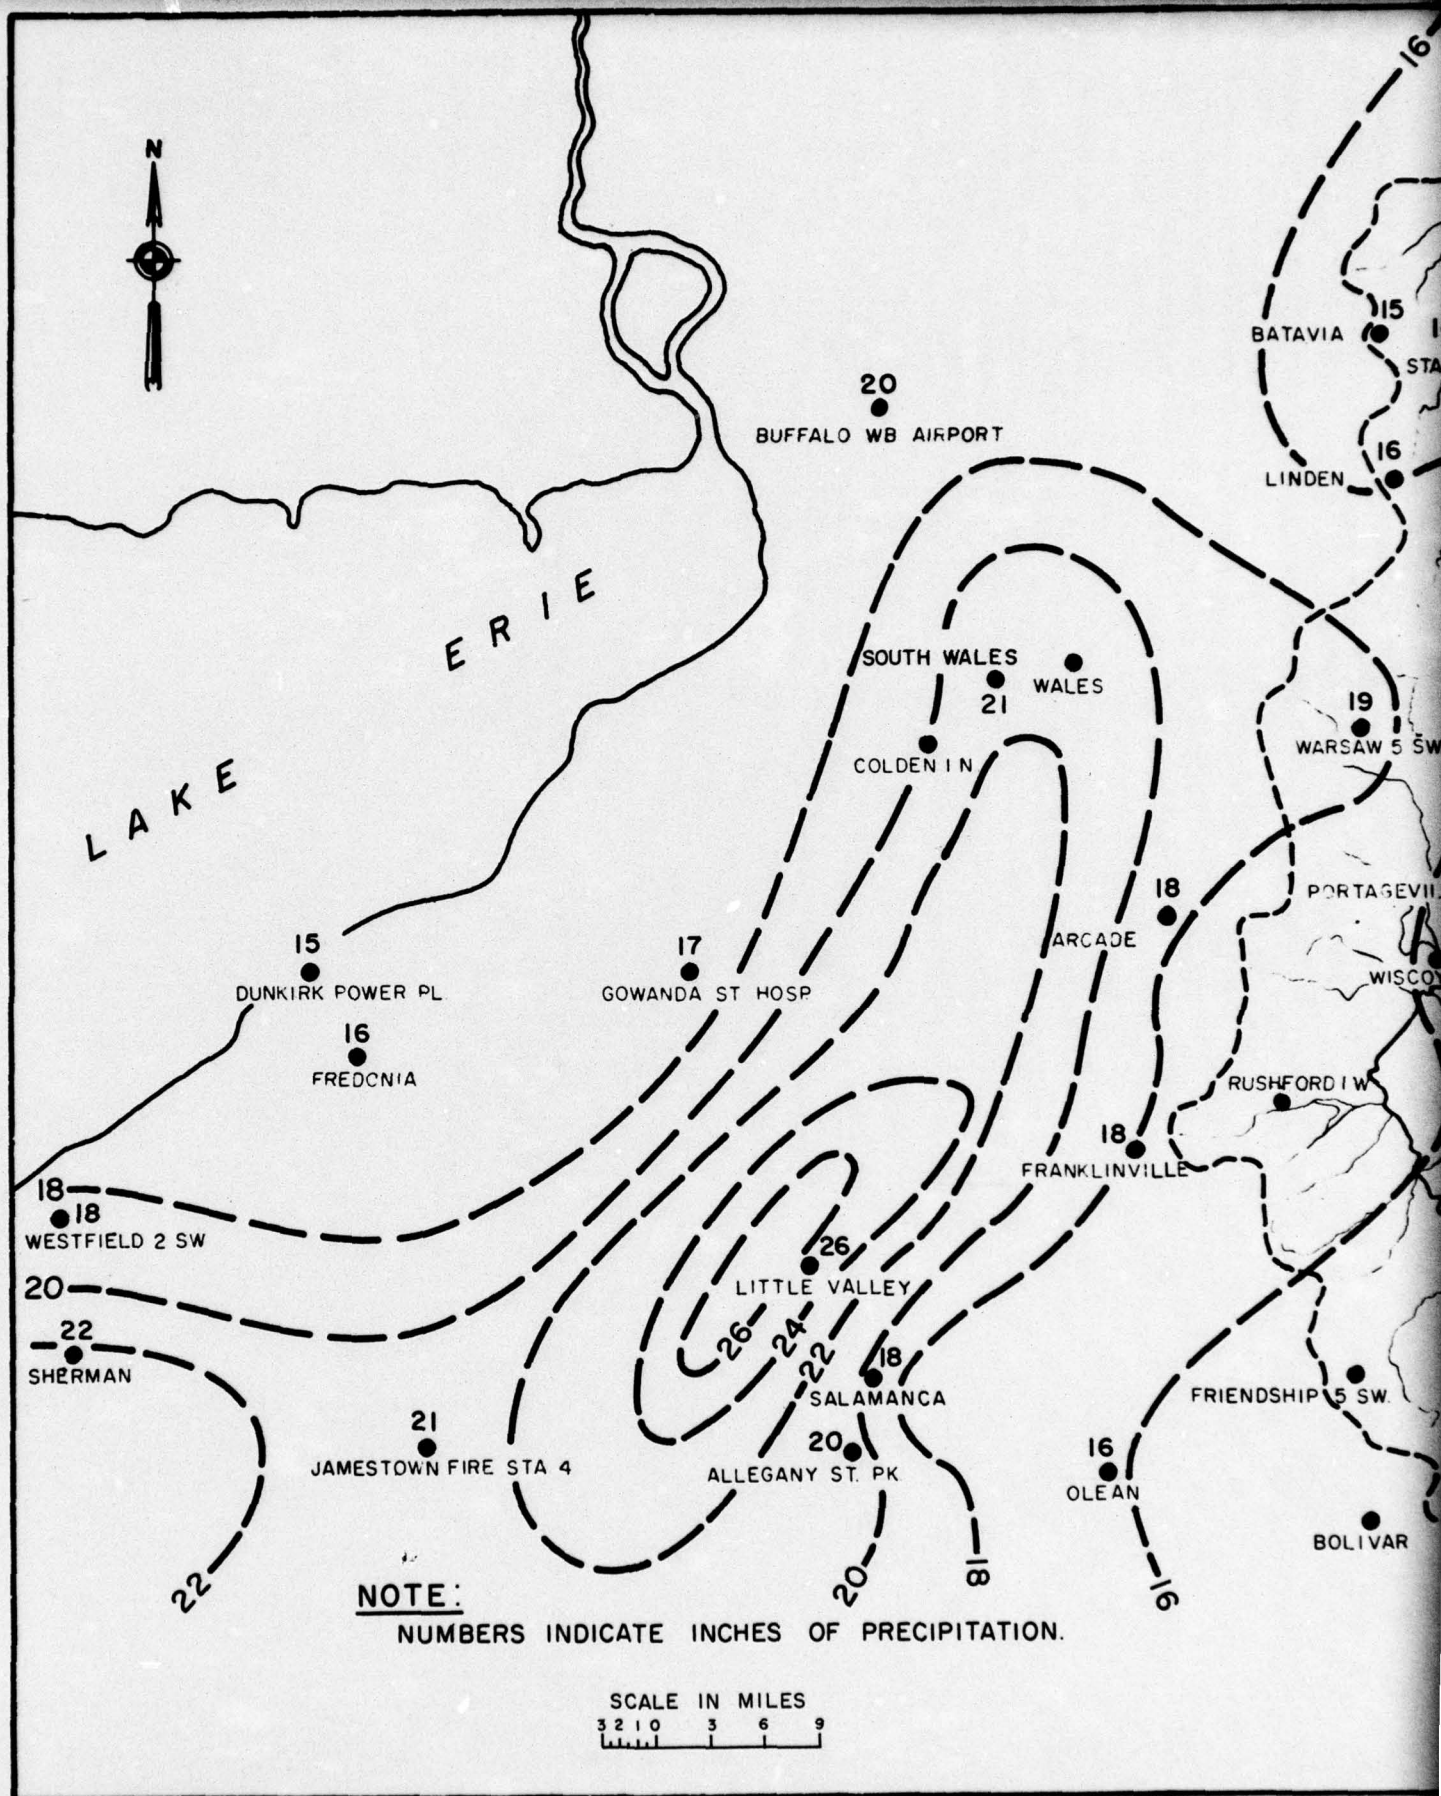 16
N
15
BATAVIA
STA
20
BUFFALO WB AIRPORT
16
LINDEN
LAKE ERIE
SOUTH WALES
21
WALES
19
WARSAW 5 SW
COLDEN 1 N
18
ARCADE
PORTAGEVIL
WISCOY
15
DUNKIRK POWER PL
17
GOWANDA ST HOSP.
16
FREDONIA
RUSHFORD 1 W
18
FRANKLINVILLE
18
18
WESTFIELD 2 SW
26
LITTLE VALLEY
20
22
SHERMAN
26
24
22
18
SALAMANCA
FRIENDSHIP 5 SW.
21
JAMESTOWN FIRE STA 4
20
ALLEGANY ST. PK
16
OLEAN
BOLIVAR
22
20
18
16
NOTE:
NUMBERS INDICATE INCHES OF PRECIPITATION.
SCALE IN MILES
3 2 1 0 3 6 9